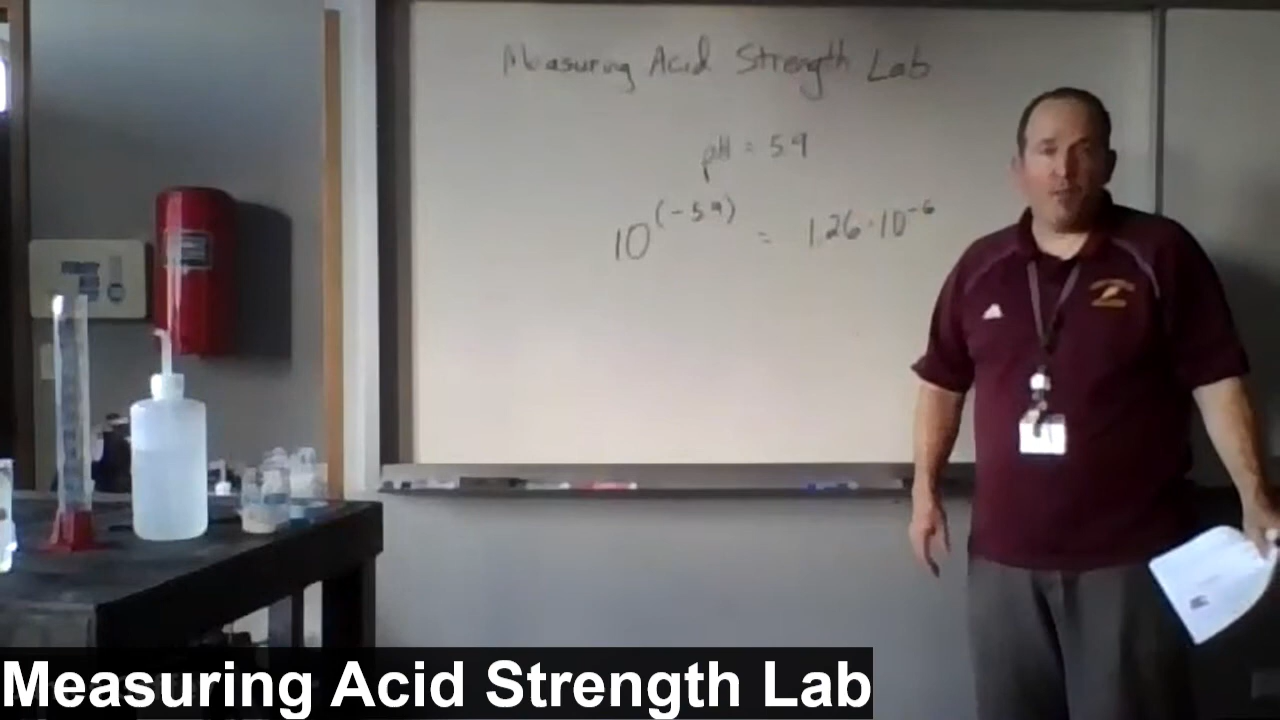 Measuring Acid Strength Lab
pH = 5.9
10^(-5.9) = 1.26·10^-6
Measuring Acid Strength Lab